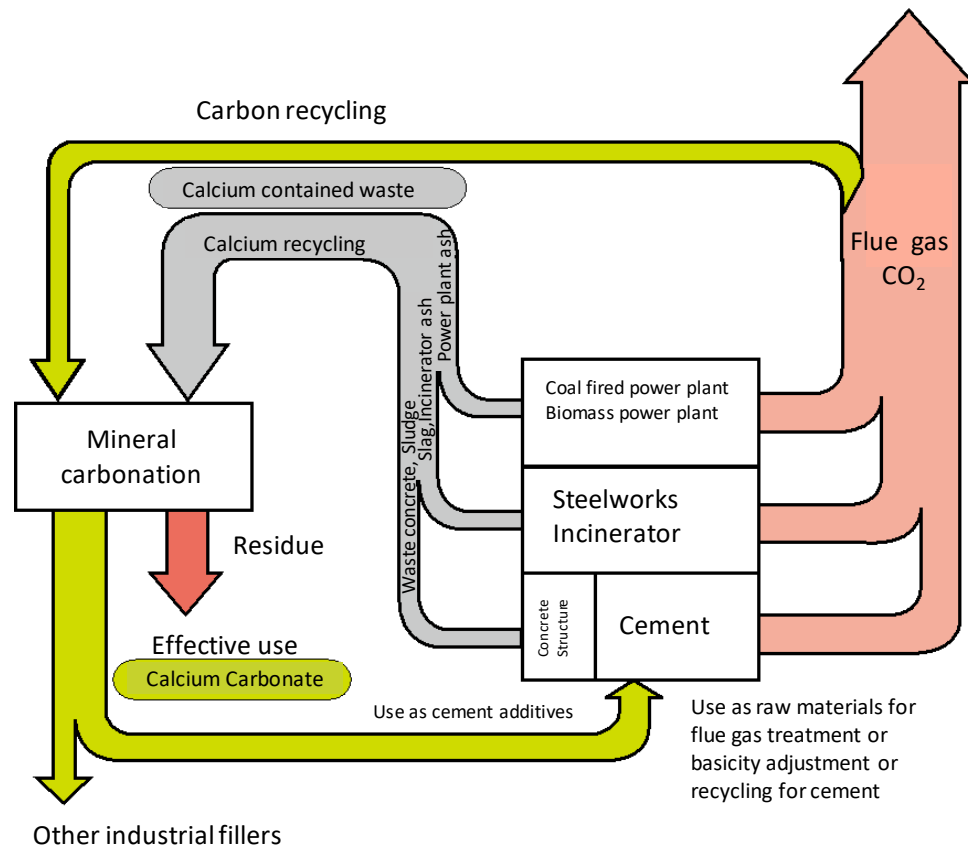 Carbon recycling
Calcium contained waste
Calcium recycling
Power plant ash
Slag,Incinerator ash
Waste concrete, Sludge
Flue gas
CO₂
Coal fired power plant
Biomass power plant
Mineral
carbonation
Steelworks
Incinerator
Residue
Concrete
Structure
Cement
Effective use
Calcium Carbonate
Use as cement additives
Use as raw materials for
flue gas treatment or
basicity adjustment or
recycling for cement
Other industrial fillers